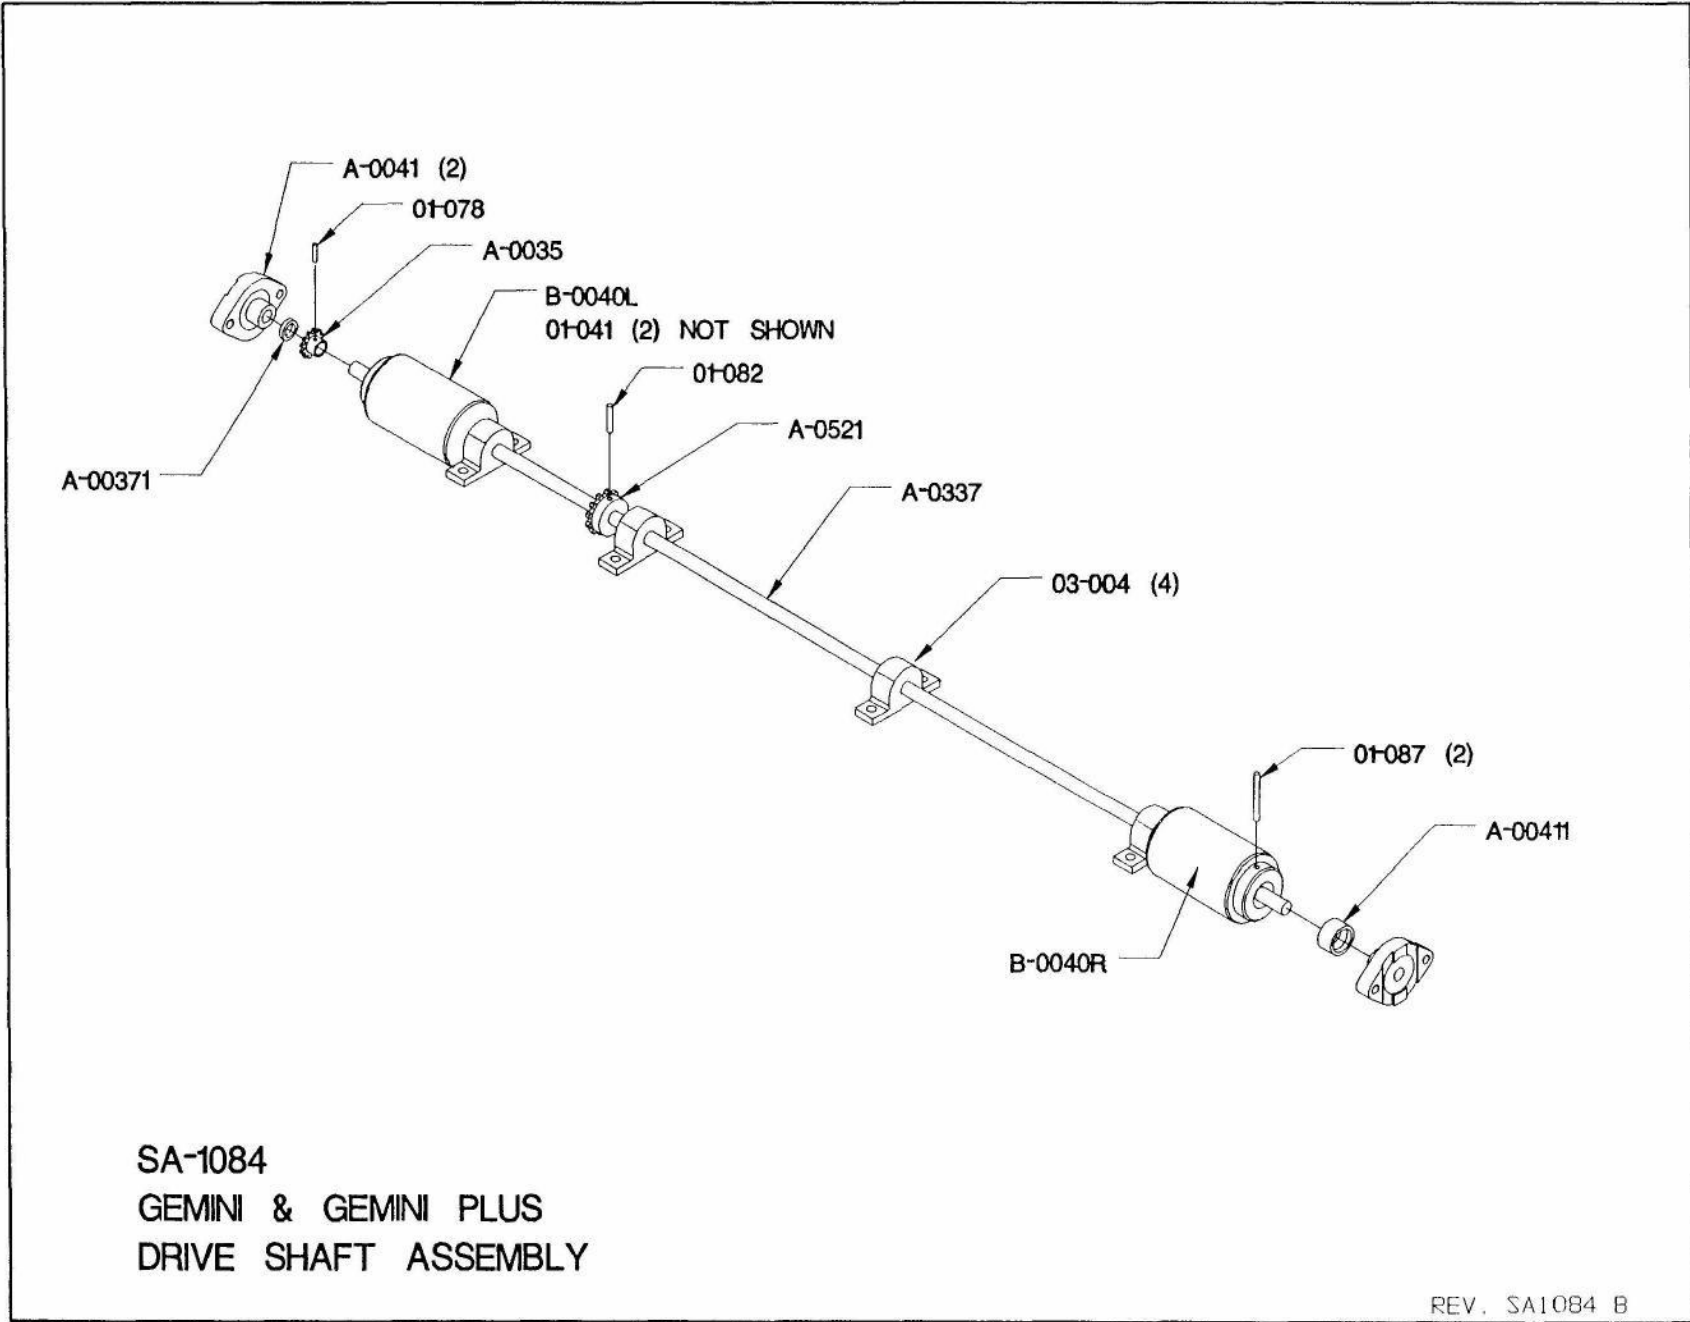 A-0041 (2)
01-078
A-0035
B-0040L
01-041 (2) NOT SHOWN
01-082
A-0521
A-00371
A-0337
03-004 (4)
01-087 (2)
A-00411
B-0040R
SA-1084
GEMINI & GEMINI PLUS
DRIVE SHAFT ASSEMBLY
REV. SA1084 B